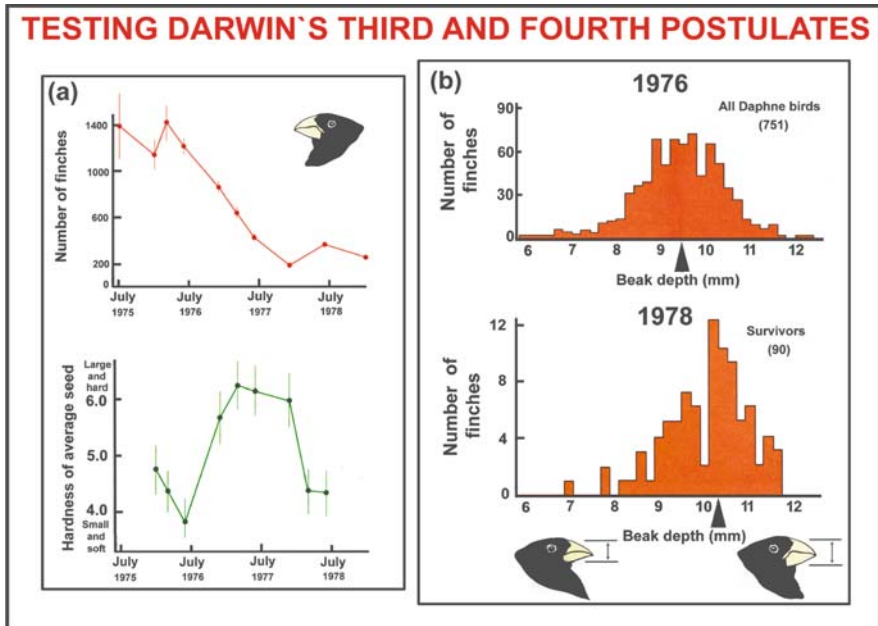 TESTING DARWIN`S THIRD AND FOURTH POSTULATES
(a)
Number of finches
1400
1000
600
200
0
July July July July
1975 1976 1977 1978
Hardness of average seed
Large
and
hard
6.0
5.0
4.0
Small
and
soft
July July July July
1975 1976 1977 1978
(b)
1976
All Daphne birds
(751)
Number of
finches
90
60
30
0
6 7 8 9 10 11 12
Beak depth (mm)
1978
Survivors
(90)
Number of
finches
12
8
4
0
6 7 8 9 10 11 12
Beak depth (mm)